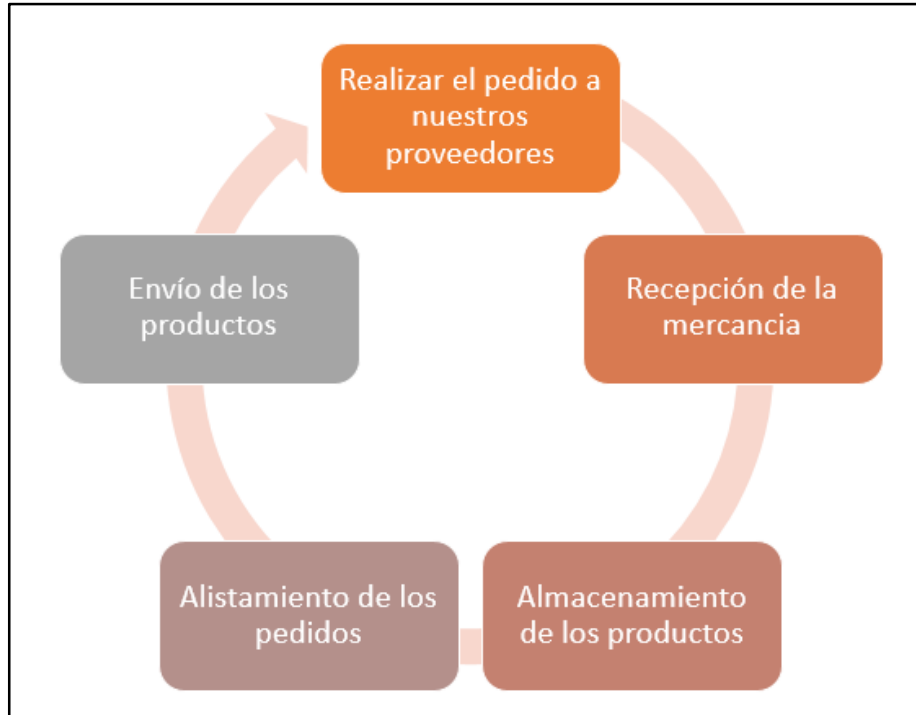 Realizar el pedido a
nuestros
proveedores
Recepción de la
mercancia
Almacenamiento
de los productos
Alistamiento de los
pedidos
Envío de los
productos